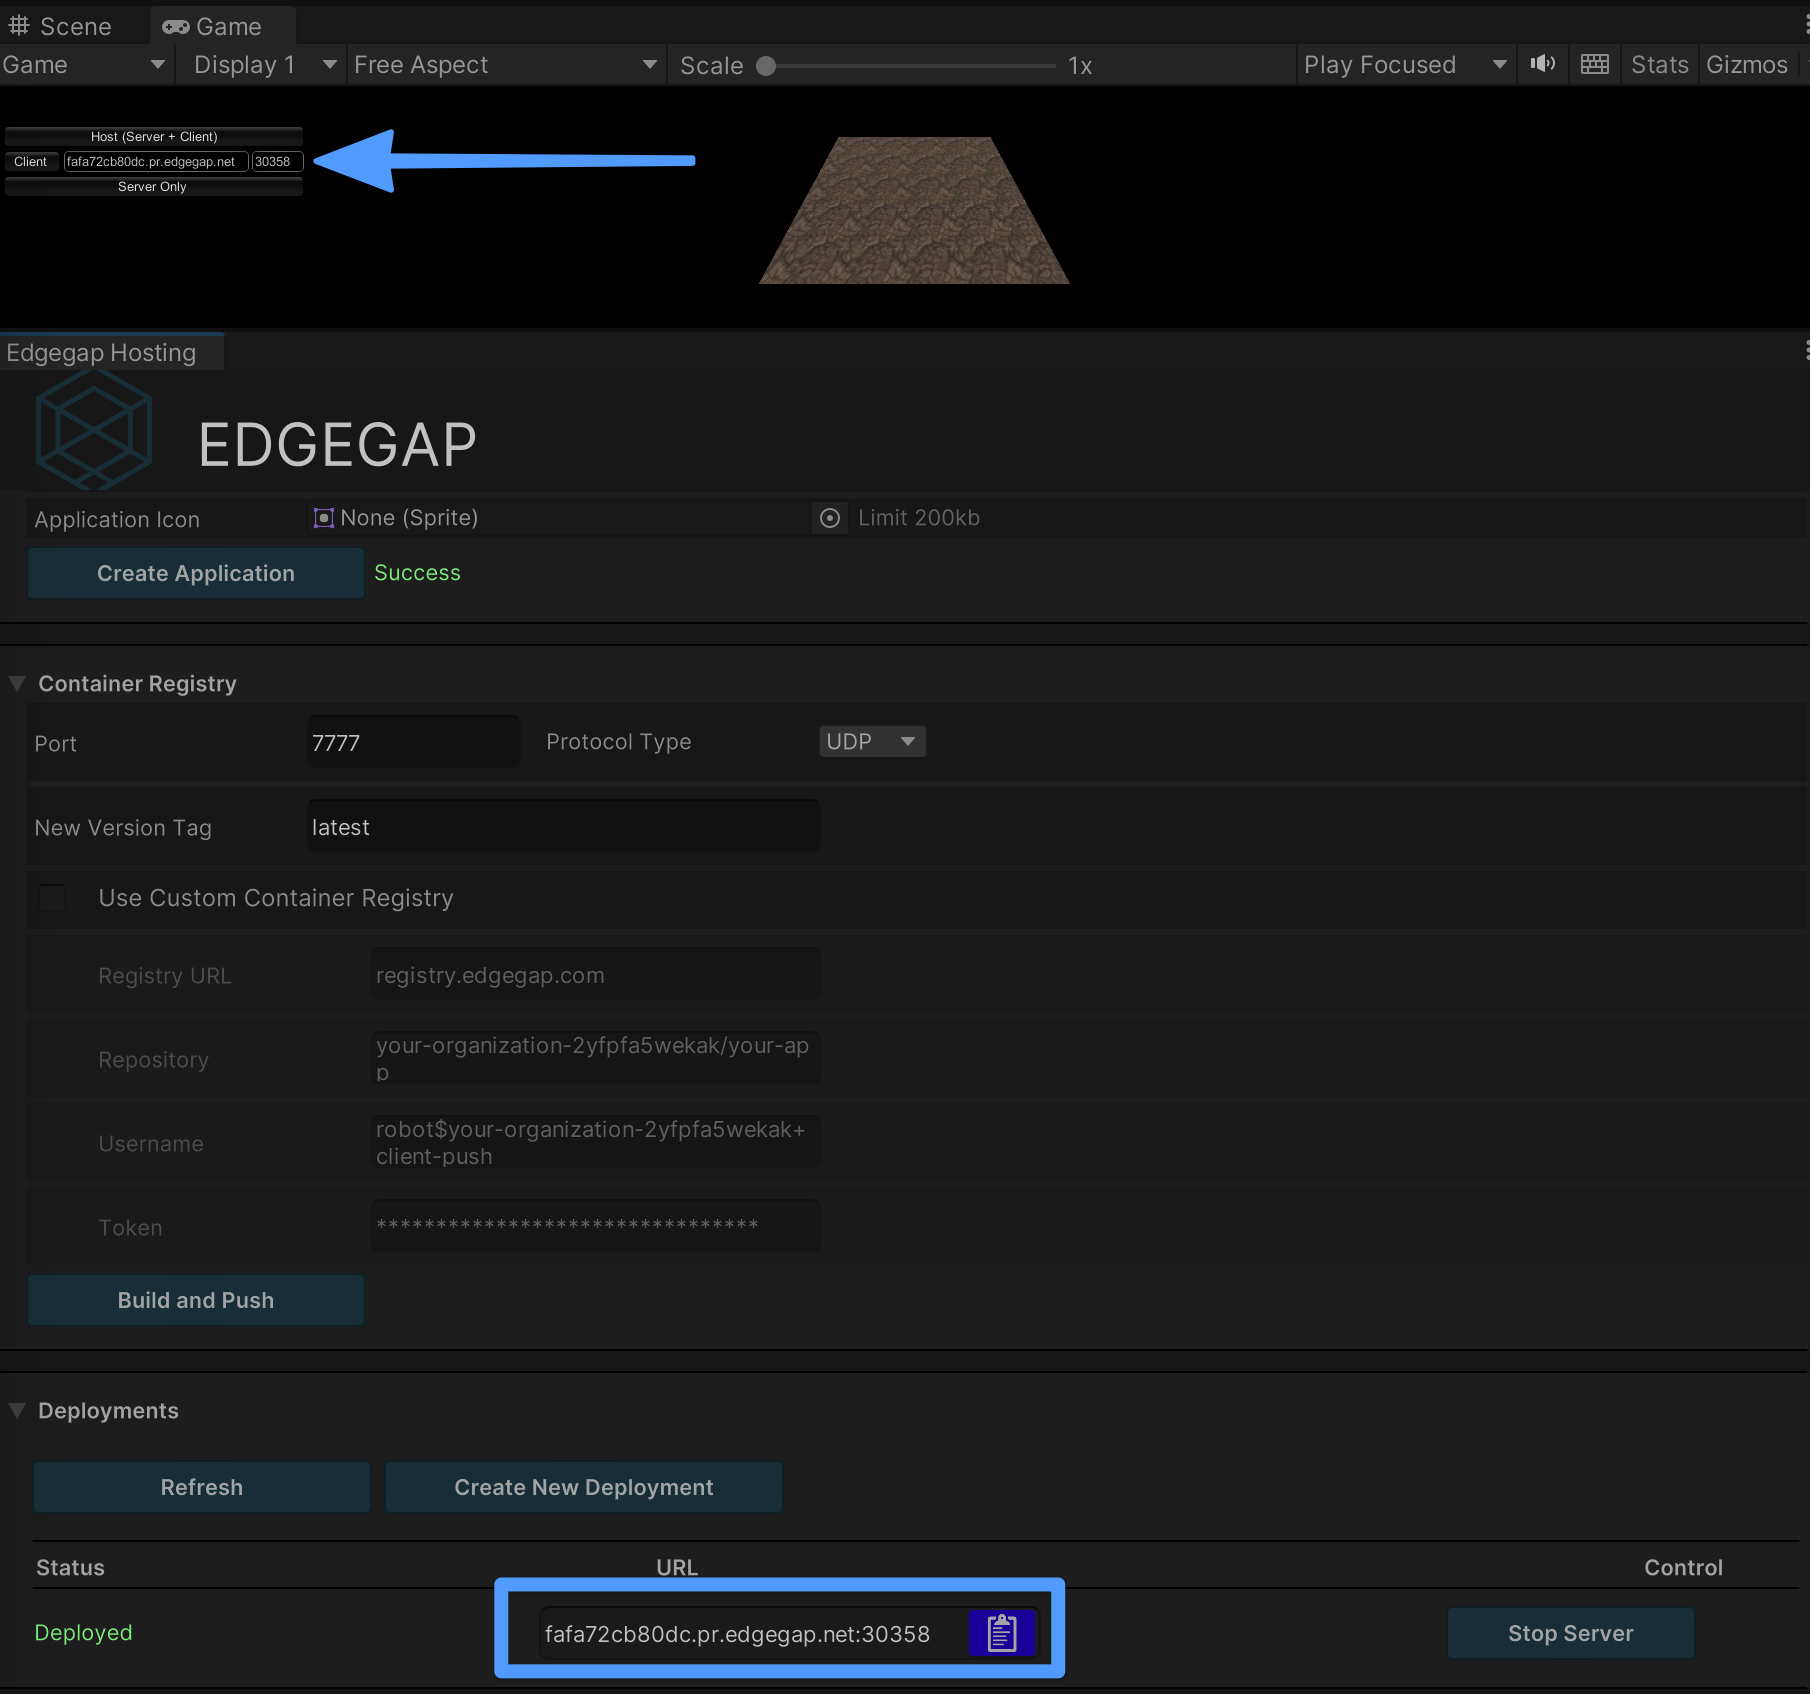 Scene
Game
Game
Display 1
Free Aspect
Scale
1x
Play Focused
Stats
Gizmos
Host (Server + Client)
Client
fafa72cb80dc.pr.edgegap.net
30358
Server Only
Edgegap Hosting
EDGEGAP
Application Icon
None (Sprite)
Limit 200kb
Create Application
Success
Container Registry
Port
7777
Protocol Type
UDP
New Version Tag
latest
Use Custom Container Registry
Registry URL
registry.edgegap.com
Repository
your-organization-2yfpfa5wekak/your-ap
p
Username
robot$your-organization-2yfpfa5wekak+
client-push
Token
********************************
Build and Push
Deployments
Refresh
Create New Deployment
Status
URL
Control
Deployed
fafa72cb80dc.pr.edgegap.net:30358
Stop Server